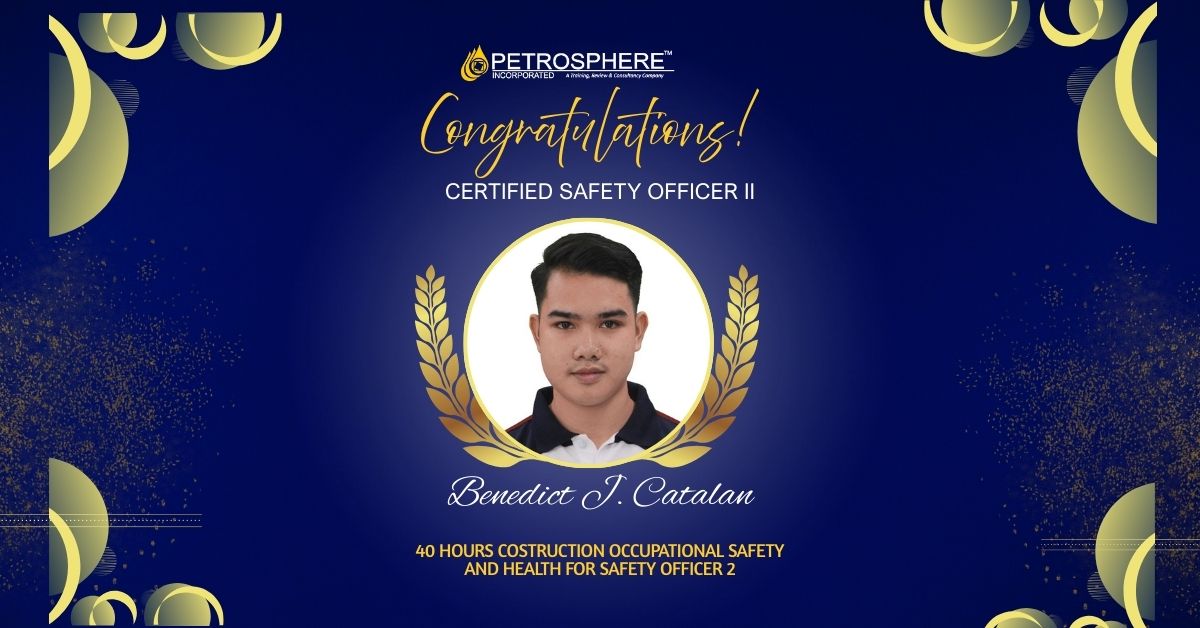 PETROSPHERE™
INCORPORATED A Training, Review & Consultancy Company
Congratulations!
CERTIFIED SAFETY OFFICER II
Benedict J. Catalan
40 HOURS COSTRUCTION OCCUPATIONAL SAFETY
AND HEALTH FOR SAFETY OFFICER 2